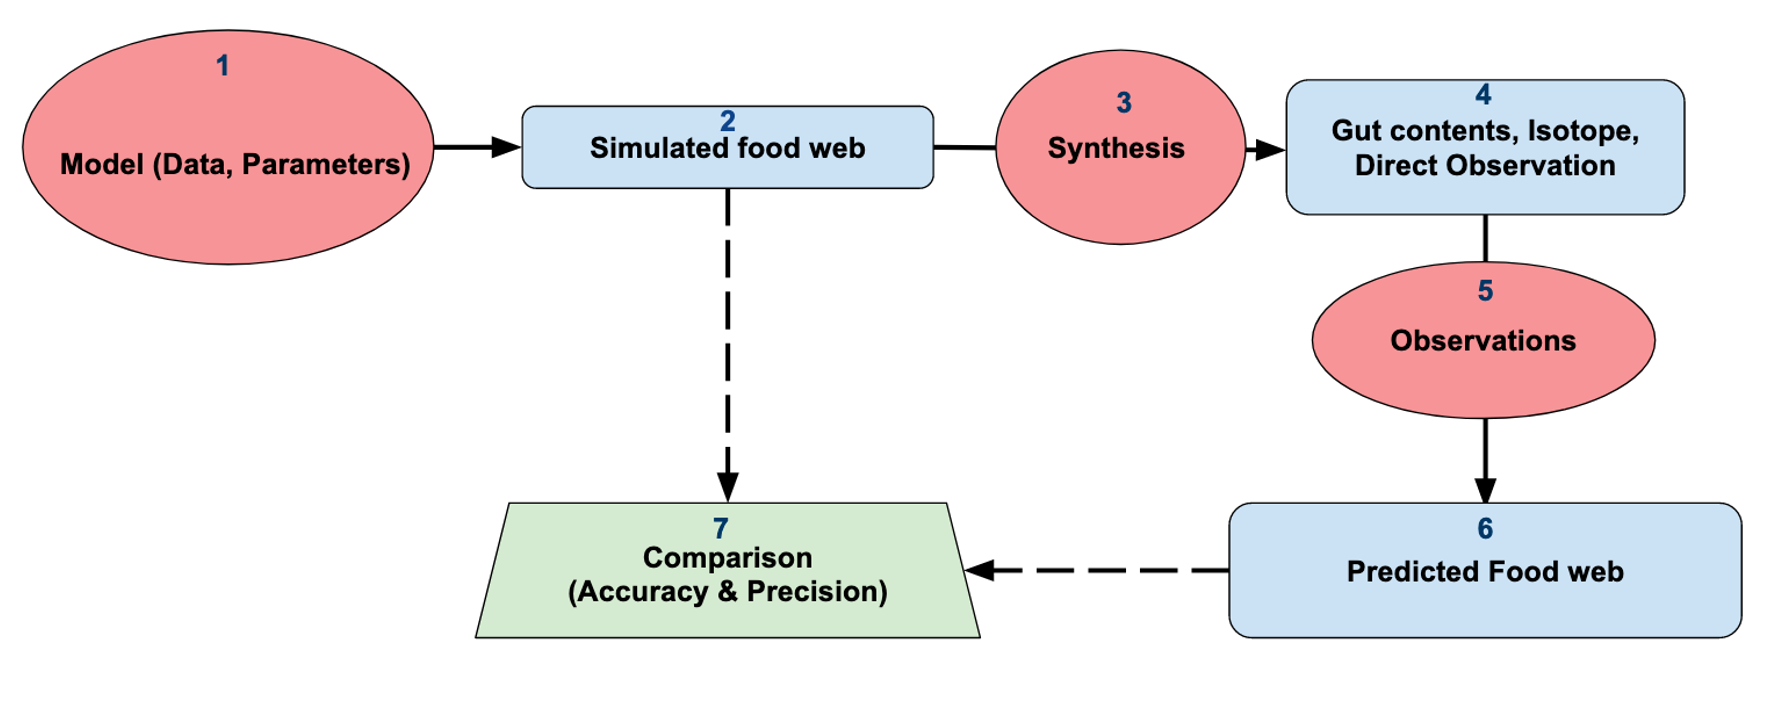 1
Model (Data, Parameters)
2
Simulated food web
3
Synthesis
4
Gut contents, Isotope,
Direct Observation
5
Observations
6
Predicted Food web
7
Comparison
(Accuracy & Precision)